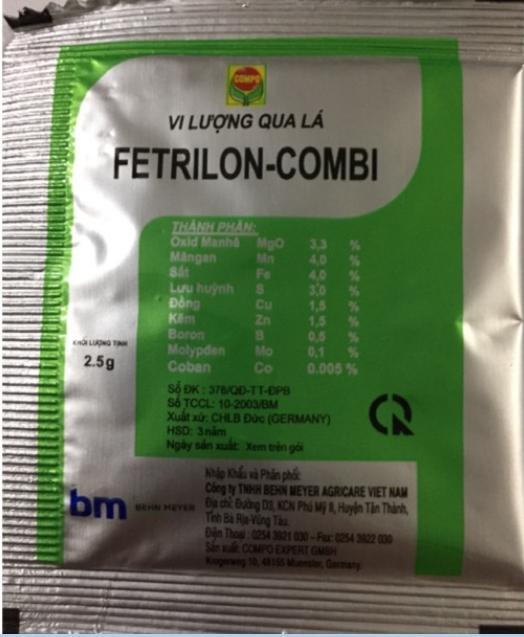 COMPO
VI LƯỢNG QUA LÁ
FETRILON-COMBI
THÀNH PHẦN:
Oxid Manhê MgO 3,3 %
Măngan Mn 4,0 %
Sắt Fe 4,0 %
Lưu huỳnh S 3,0 %
Đồng Cu 1,5 %
Kẽm Zn 1,5 %
Boron B 0,5 %
Molypden Mo 0,1 %
Coban Co 0.005 %
KHỐI LƯỢNG TỊNH
2.5g
Số ĐK : 378/QĐ-TT-ĐPB
Số TCCL: 10-2003/BM
Xuất xứ: CHLB Đức (GERMANY)
HSD: 3 năm
Ngày sản xuất: Xem trên gói
bm BEHN MEYER
Nhập Khẩu và Phân phối:
Công ty TNHH BEHN MEYER AGRICARE VIET NAM
Địa chỉ: Đường D3, KCN Phú Mỹ II, Huyện Tân Thành,
Tỉnh Bà Rịa-Vũng Tàu.
Điện Thoại : 0254 3921 030 - Fax: 0254 3922 030
Sản xuất: COMPO EXPERT GMBH
Krogerweg 10, 48155 Muenster, Germany.